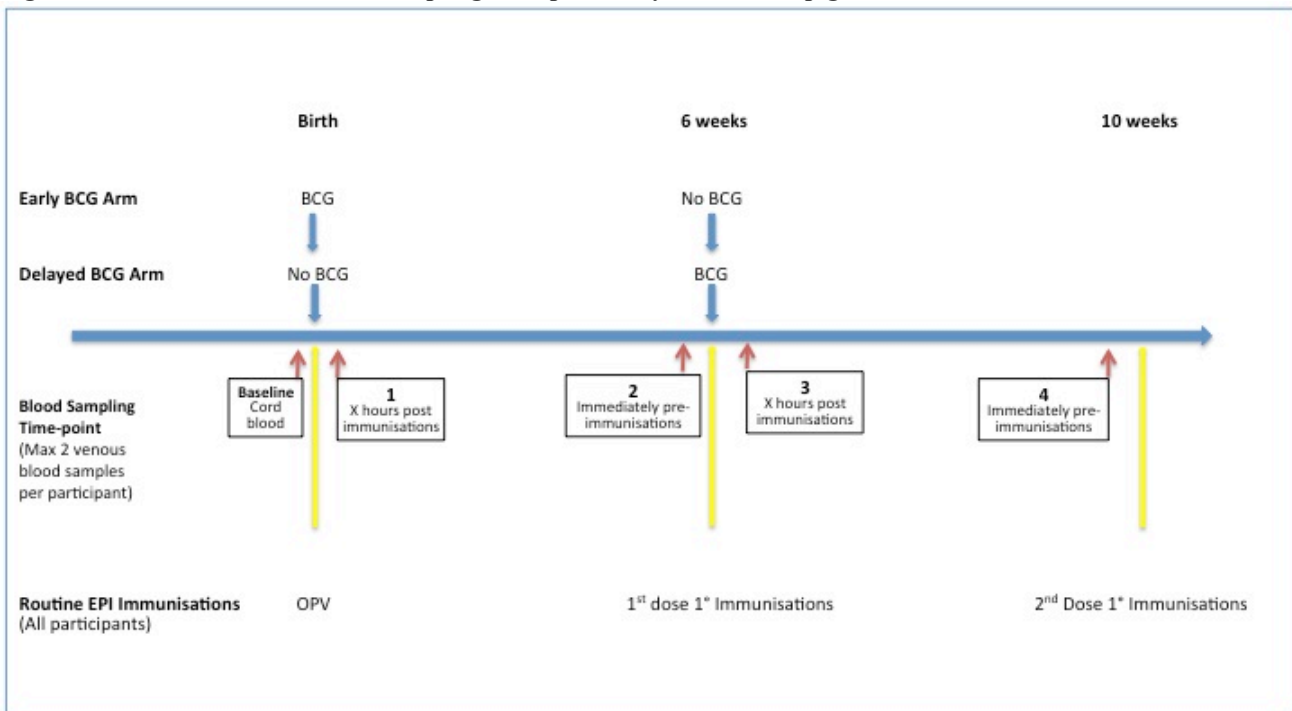 Birth 6 weeks 10 weeks
Early BCG Arm BCG No BCG
Delayed BCG Arm No BCG BCG
Baseline
Cord
blood
1
X hours post
immunisations
2
Immediately pre-
immunisations
3
X hours post
immunisations
4
Immediately pre-
immunisations
Blood Sampling
Time-point
(Max 2 venous
blood samples
per participant)
Routine EPI Immunisations OPV 1st dose 1° Immunisations 2nd Dose 1° Immunisations
(All participants)